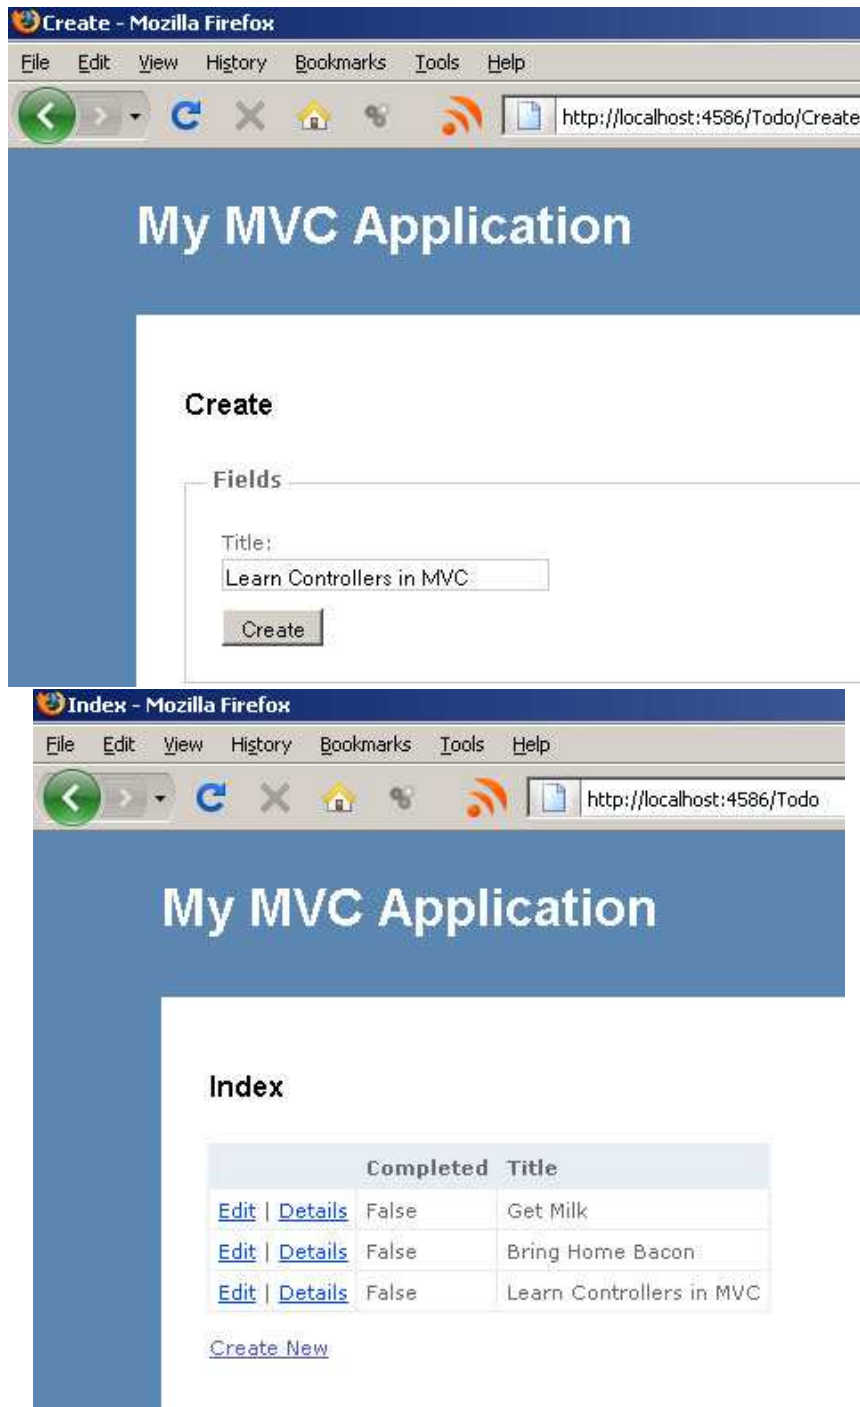 Create - Mozilla Firefox
File Edit View History Bookmarks Tools Help
http://localhost:4586/Todo/Create
My MVC Application
Create
Fields
Title:
Learn Controllers in MVC
Create
Index - Mozilla Firefox
File Edit View History Bookmarks Tools Help
http://localhost:4586/Todo
My MVC Application
Index
Completed Title
Edit | Details False Get Milk
Edit | Details False Bring Home Bacon
Edit | Details False Learn Controllers in MVC
Create New